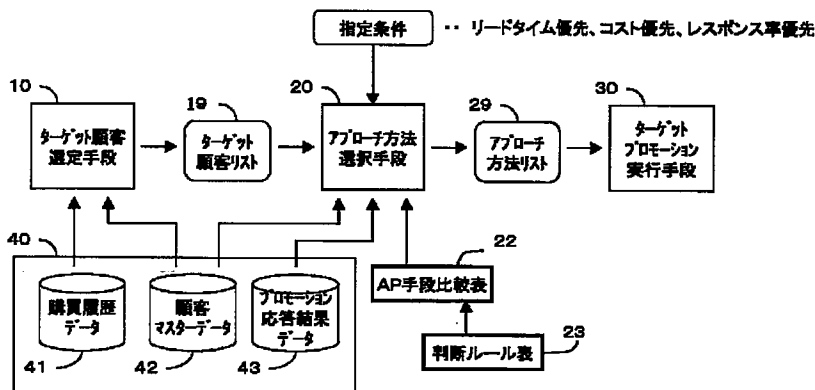 指定条件
‥ リードタイム優先、コスト優先、レスポンス率優先
10
ターゲット顧客
選定手段
19
ターゲット
顧客リスト
20
アプローチ方法
選択手段
29
アプローチ
方法リスト
30
ターゲット
プロモーション
実行手段
40
購買履歴
データ
41
顧客
マスターデータ
42
プロモーション
応答結果
データ
43
22
AP手段比較表
23
判断ルール表